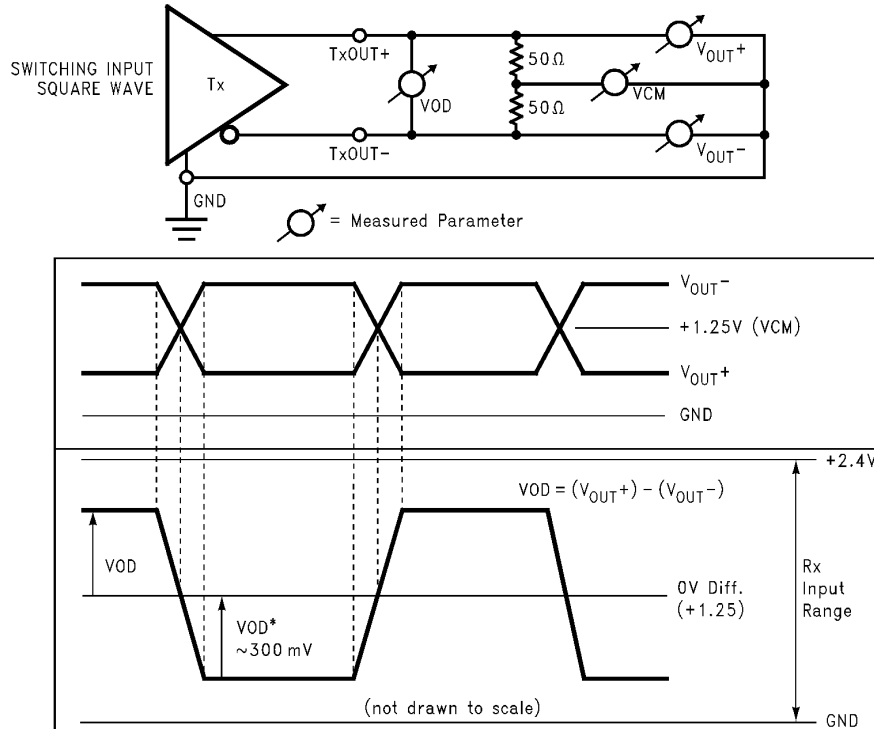 SWITCHING INPUT
SQUARE WAVE
Tx
TxOUT+
TxOUT-
VOD
50Ω
50Ω
VCM
VOUT+
VOUT-
GND
= Measured Parameter
VOUT-
+1.25V (VCM)
VOUT+
GND
+2.4V
VOD = (VOUT+) - (VOUT-)
VOD
VOD*
~300 mV
0V Diff.
(+1.25)
Rx
Input
Range
(not drawn to scale)
GND